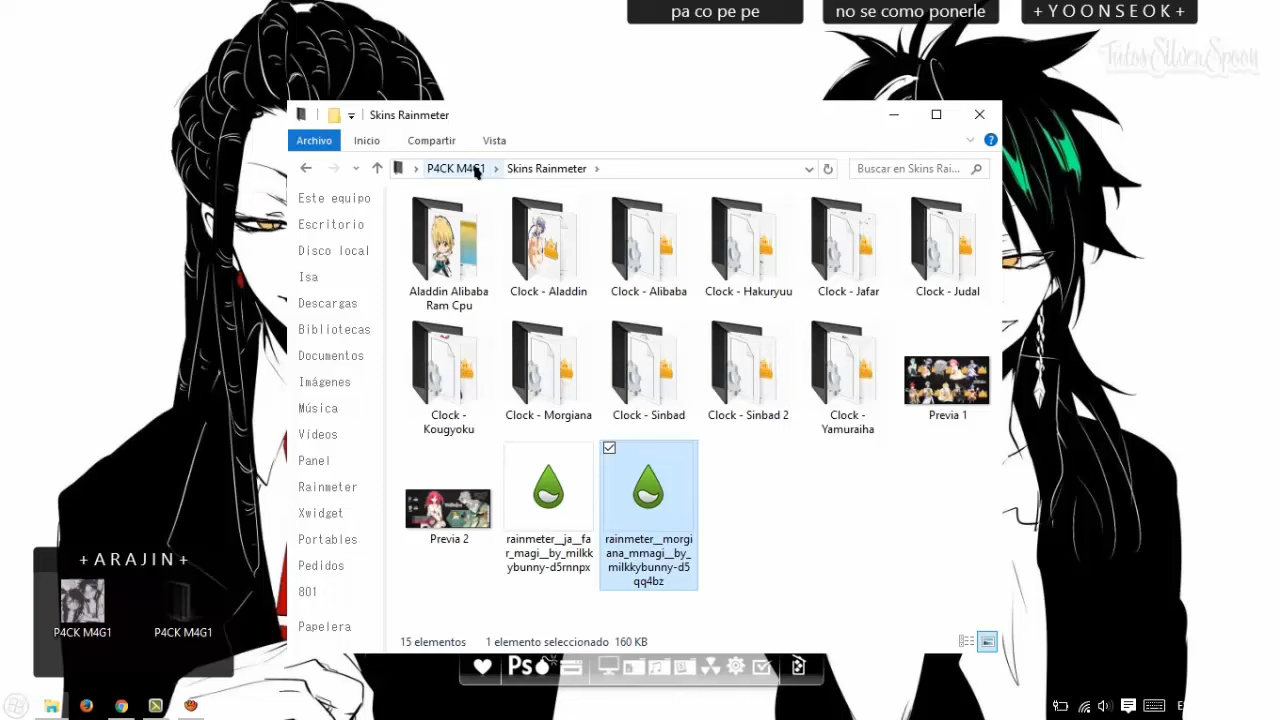 pa co pe pe
no se como ponerle
+ Y O O N S E O K +
TutosSilverSpoon
Skins Rainmeter
Archivo
Inicio
Compartir
Vista
P4CK M4G1
Skins Rainmeter
Buscar en Skins Rai...
Este equipo
Escritorio
Disco local
Isa
Descargas
Bibliotecas
Documentos
Imágenes
Música
Vídeos
Panel
Rainmeter
Xwidget
Portables
Pedidos
801
Papelera
Aladdin Alibaba
Ram Cpu
Clock - Aladdin
Clock - Alibaba
Clock - Hakuryuu
Clock - Jafar
Clock - Judal
Clock -
Kougyoku
Clock - Morgiana
Clock - Sinbad
Clock - Sinbad 2
Clock -
Yamuraiha
Previa 1
Previa 2
rainmeter__ja__fa
r_magi__by_milkk
ybunny-d5rnnpx
rainmeter__morgi
ana_mmagi__by_
milkkybunny-d5
qq4bz
15 elementos
1 elemento seleccionado
160 KB
+ A R A J I N +
P4CK M4G1
P4CK M4G1
Ps